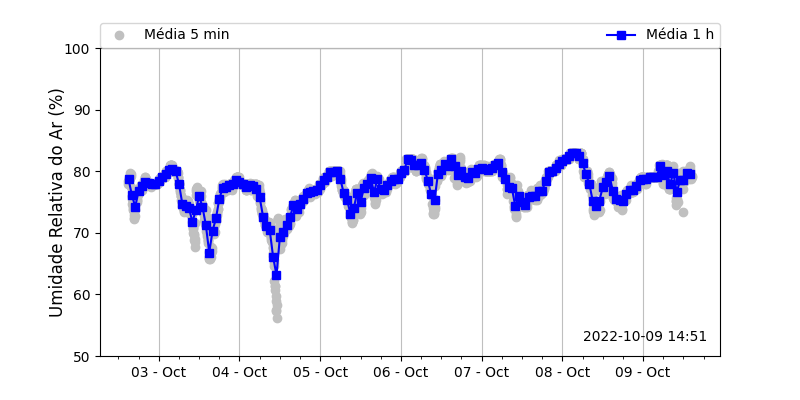 Média 5 min
Média 1 h
Umidade Relativa do Ar (%)
100
90
80
70
60
50
2022-10-09 14:51
03 - Oct
04 - Oct
05 - Oct
06 - Oct
07 - Oct
08 - Oct
09 - Oct